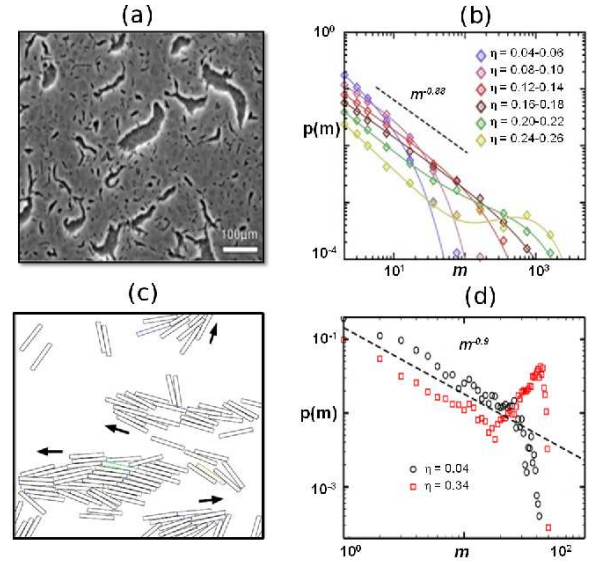 (a)
(b)
100μm
10⁰
p(m)
10⁻⁴
m⁻⁰·⁸⁸
η = 0.04-0.06
η = 0.08-0.10
η = 0.12-0.14
η = 0.16-0.18
η = 0.20-0.22
η = 0.24-0.26
10¹
m
10³
(c)
(d)
10⁻¹
p(m)
10⁻³
m⁻⁰·⁹
η = 0.04
η = 0.34
10⁰
m
10²